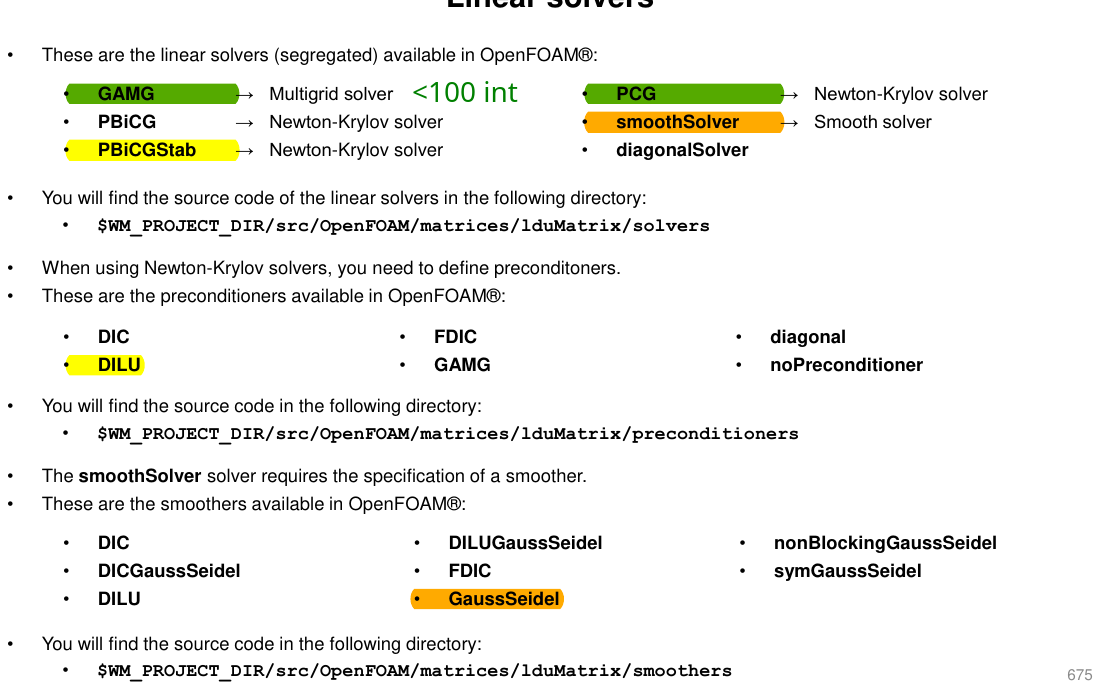 Linear solvers
• These are the linear solvers (segregated) available in OpenFOAM®:
• GAMG → Multigrid solver <100 int • PCG → Newton-Krylov solver
• PBiCG → Newton-Krylov solver • smoothSolver → Smooth solver
• PBiCGStab → Newton-Krylov solver • diagonalSolver
• You will find the source code of the linear solvers in the following directory:
• $WM_PROJECT_DIR/src/OpenFOAM/matrices/lduMatrix/solvers
• When using Newton-Krylov solvers, you need to define preconditoners.
• These are the preconditioners available in OpenFOAM®:
• DIC • FDIC • diagonal
• DILU • GAMG • noPreconditioner
• You will find the source code in the following directory:
• $WM_PROJECT_DIR/src/OpenFOAM/matrices/lduMatrix/preconditioners
• The smoothSolver solver requires the specification of a smoother.
• These are the smoothers available in OpenFOAM®:
• DIC • DILUGaussSeidel • nonBlockingGaussSeidel
• DICGaussSeidel • FDIC • symGaussSeidel
• DILU • GaussSeidel
• You will find the source code in the following directory:
• $WM_PROJECT_DIR/src/OpenFOAM/matrices/lduMatrix/smoothers
675